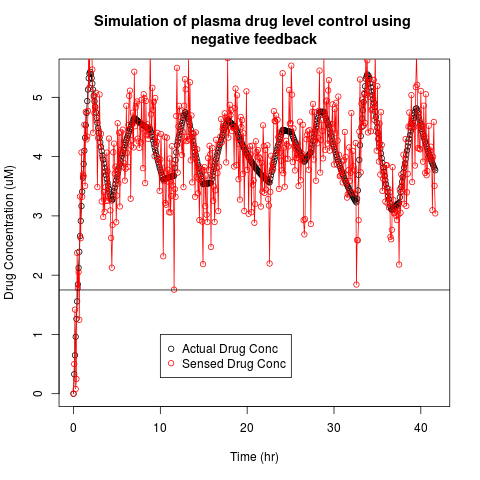 Simulation of plasma drug level control using
negative feedback
Drug Concentration (uM)
5
4
3
2
1
0
Actual Drug Conc
Sensed Drug Conc
0 10 20 30 40
Time (hr)